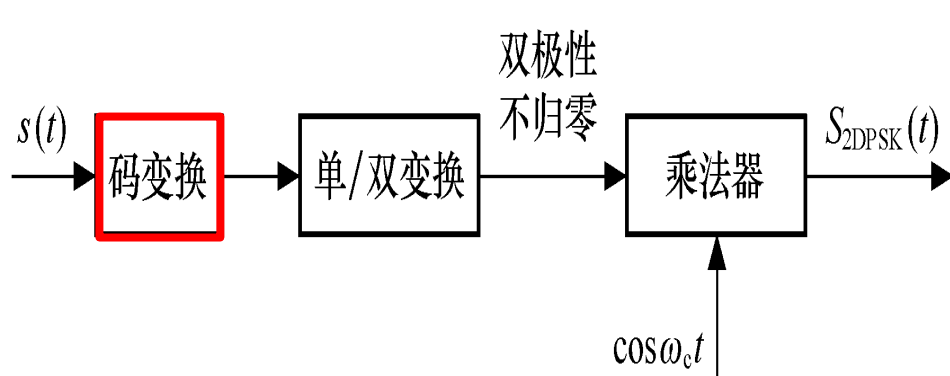 双极性
不归零
s(t)
码变换
单/双变换
乘法器
S2DPSK(t)
cosωct